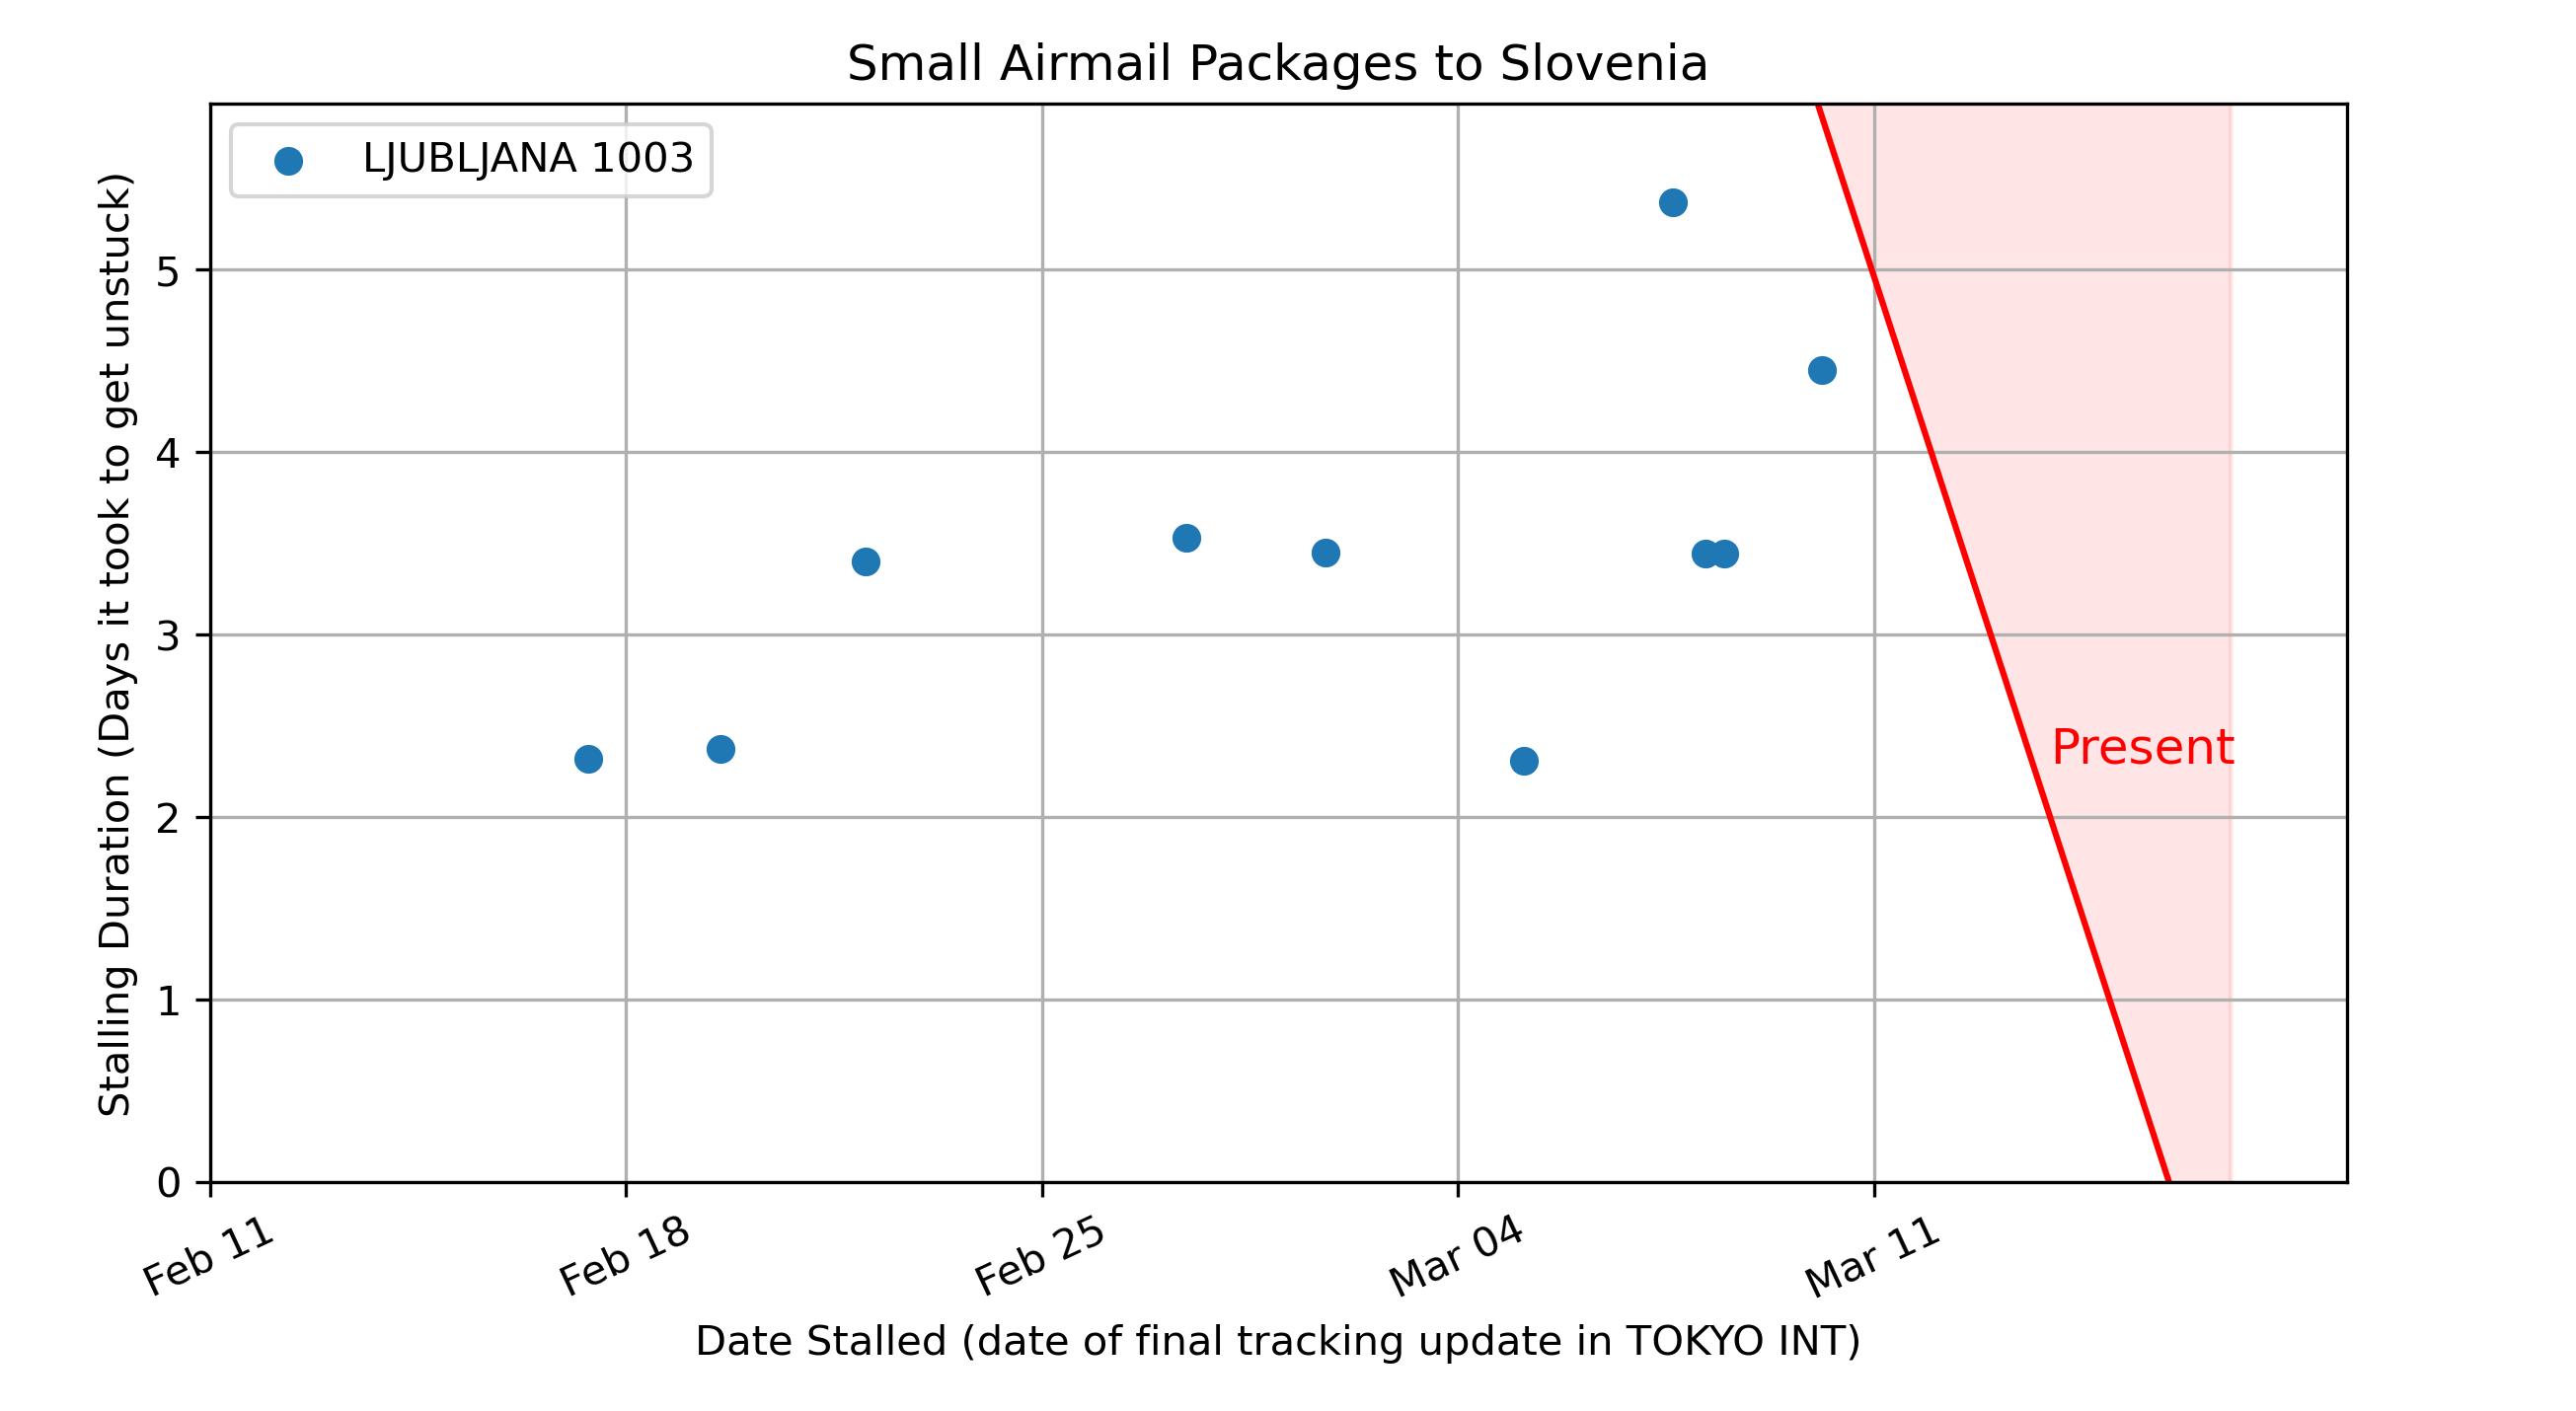 Small Airmail Packages to Slovenia
LJUBLJANA 1003
Stalling Duration (Days it took to get unstuck)
5
4
3
2
1
0
Present
Feb 11
Feb 18
Feb 25
Mar 04
Mar 11
Date Stalled (date of final tracking update in TOKYO INT)